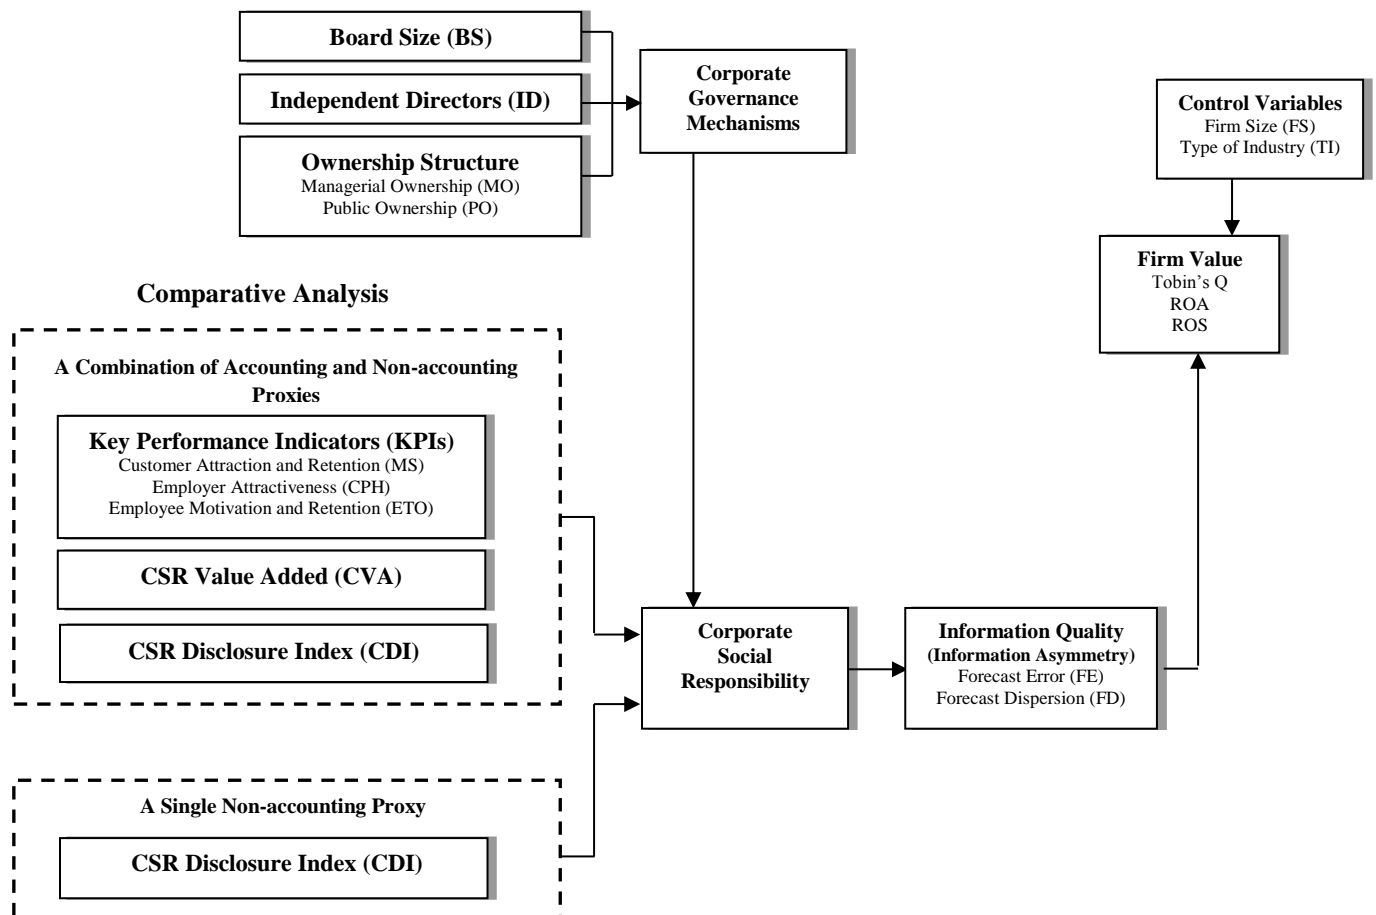 Board Size (BS)
Independent Directors (ID)
Ownership Structure
Managerial Ownership (MO)
Public Ownership (PO)
Corporate
Governance
Mechanisms
Control Variables
Firm Size (FS)
Type of Industry (TI)
Firm Value
Tobin's Q
ROA
ROS
Comparative Analysis
A Combination of Accounting and Non-accounting
Proxies
Key Performance Indicators (KPIs)
Customer Attraction and Retention (MS)
Employer Attractiveness (CPH)
Employee Motivation and Retention (ETO)
CSR Value Added (CVA)
CSR Disclosure Index (CDI)
Corporate
Social
Responsibility
Information Quality
(Information Asymmetry)
Forecast Error (FE)
Forecast Dispersion (FD)
A Single Non-accounting Proxy
CSR Disclosure Index (CDI)